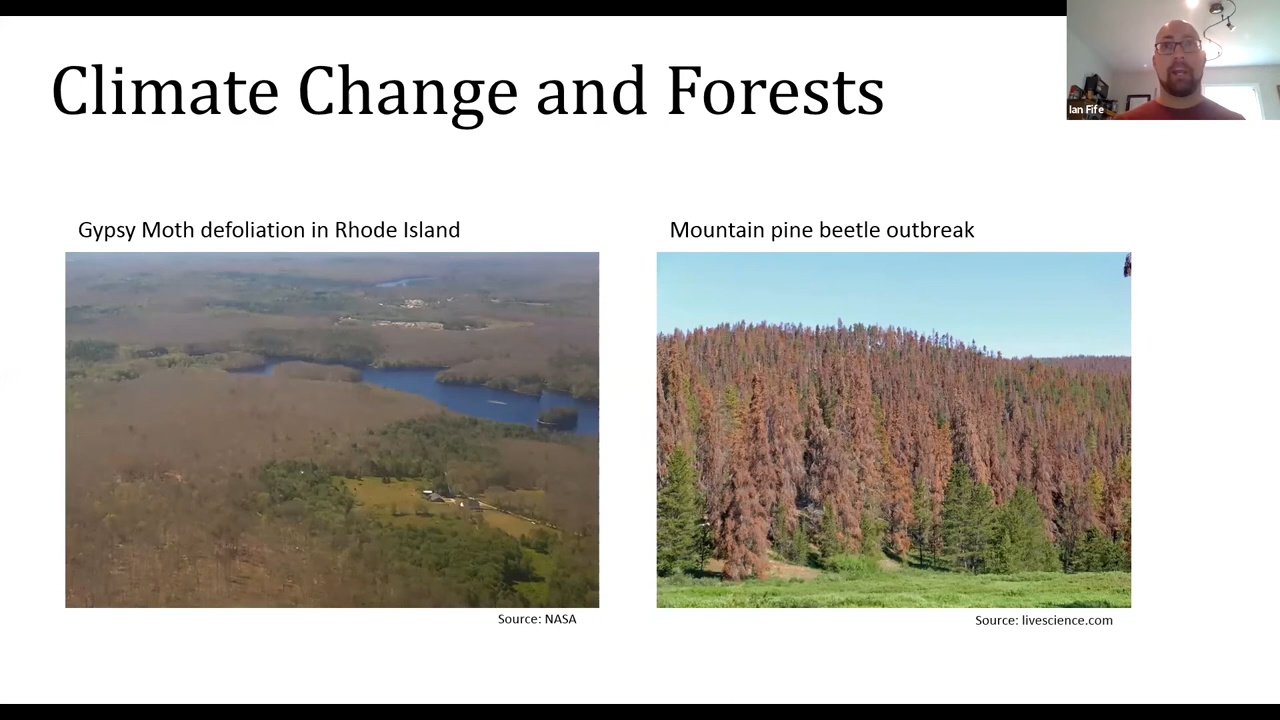 Climate Change and Forests
Ian Fife
Gypsy Moth defoliation in Rhode Island
Mountain pine beetle outbreak
Source: NASA
Source: livescience.com